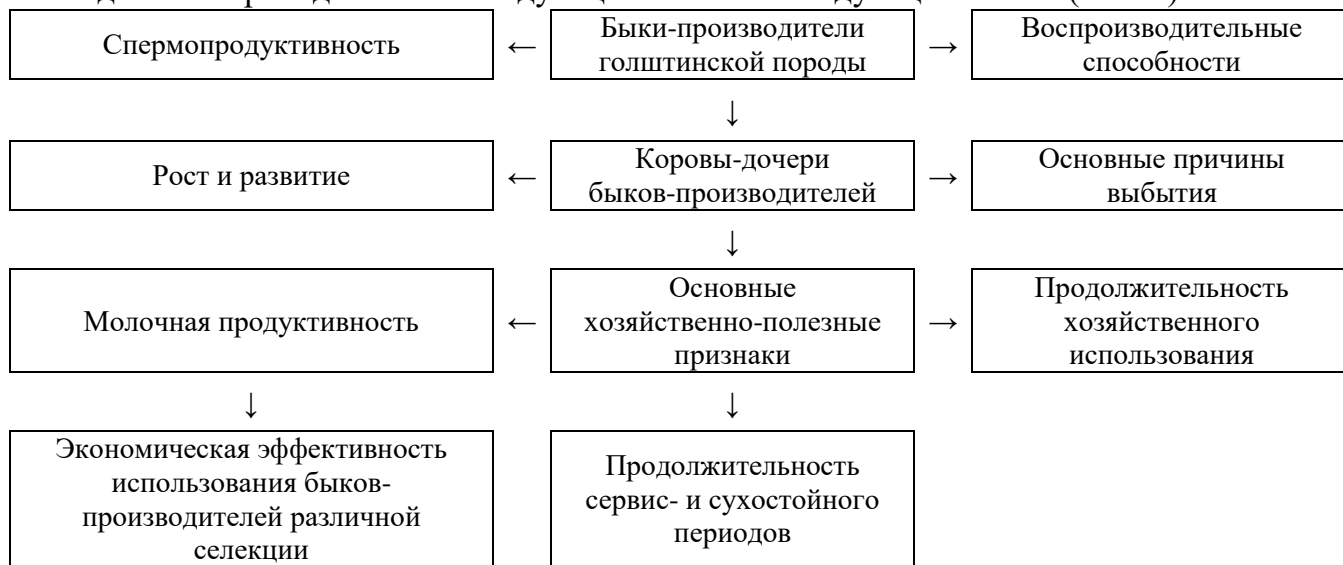 Спермопродуктивность
Быки-производители
голштинской породы
Воспроизводительные
способности
Рост и развитие
Коровы-дочери
быков-производителей
Основные причины
выбытия
Молочная продуктивность
Основные
хозяйственно-полезные
признаки
Продолжительность
хозяйственного
использования
Экономическая эффективность
использования быков-
производителей различной
селекции
Продолжительность
сервис- и сухостойного
периодов